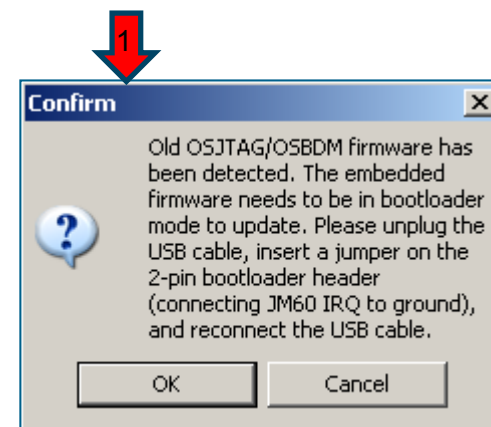 1
Confirm
Old OSJTAG/OSBDM firmware has
been detected. The embedded
firmware needs to be in bootloader
mode to update. Please unplug the
USB cable, insert a jumper on the
2-pin bootloader header
(connecting JM60 IRQ to ground),
and reconnect the USB cable.
OK
Cancel